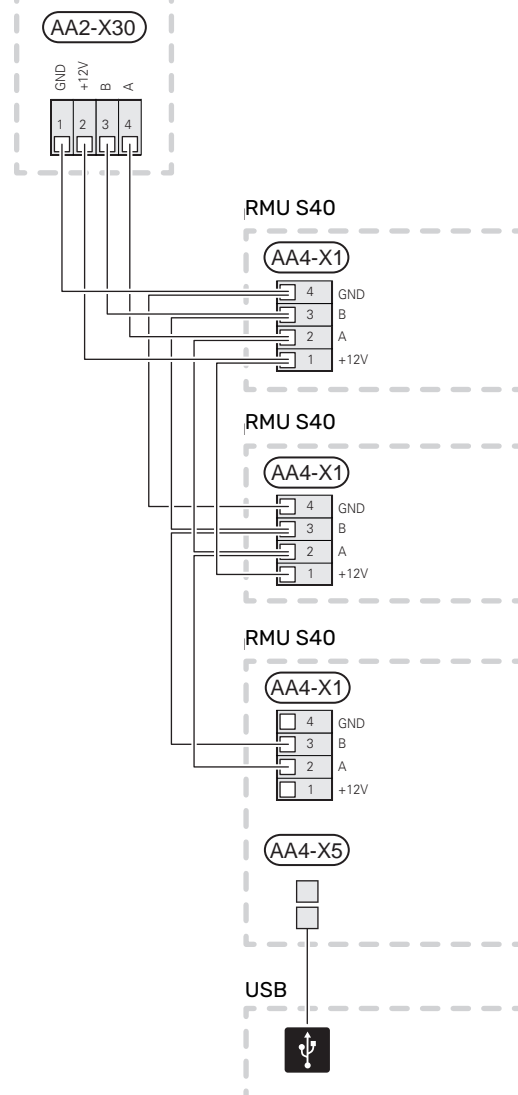 AA2-X30
GND +12V B A
1 2 3 4
RMU S40
AA4-X1
4 GND
3 B
2 A
1 +12V
RMU S40
AA4-X1
4 GND
3 B
2 A
1 +12V
RMU S40
AA4-X1
4 GND
3 B
2 A
1 +12V
AA4-X5
USB